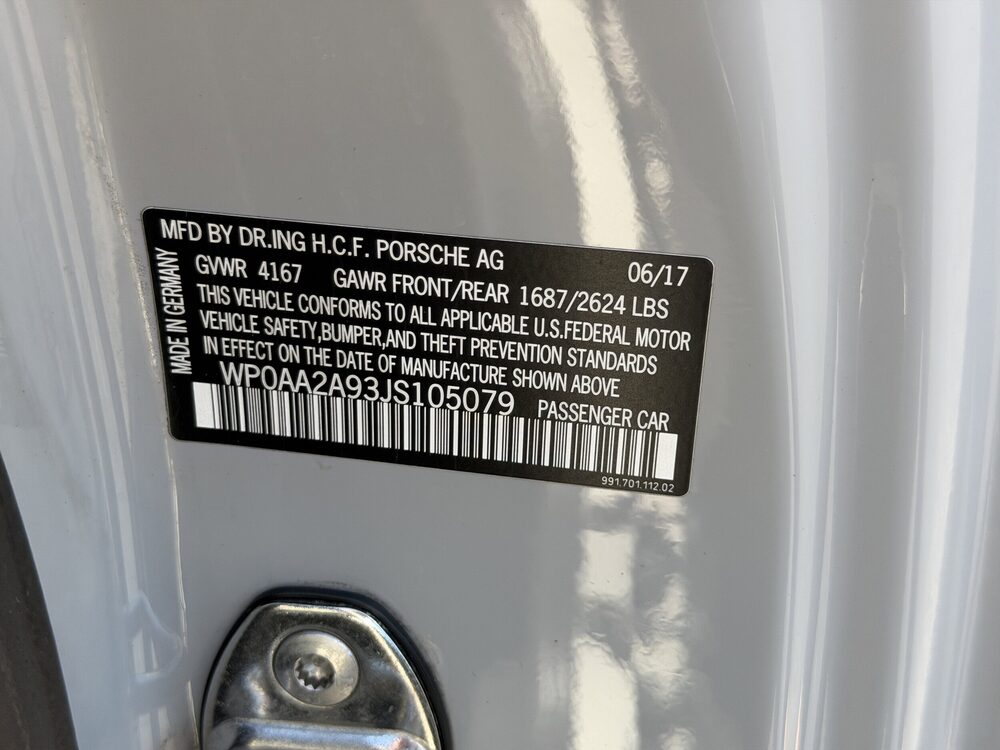 MFD BY DR.ING H.C.F. PORSCHE AG 06/17
GVWR 4167 GAWR FRONT/REAR 1687/2624 LBS
THIS VEHICLE CONFORMS TO ALL APPLICABLE U.S.FEDERAL MOTOR
VEHICLE SAFETY,BUMPER,AND THEFT PREVENTION STANDARDS
IN EFFECT ON THE DATE OF MANUFACTURE SHOWN ABOVE
WP0AA2A93JS105079 PASSENGER CAR
991.701.112.02
MADE IN GERMANY